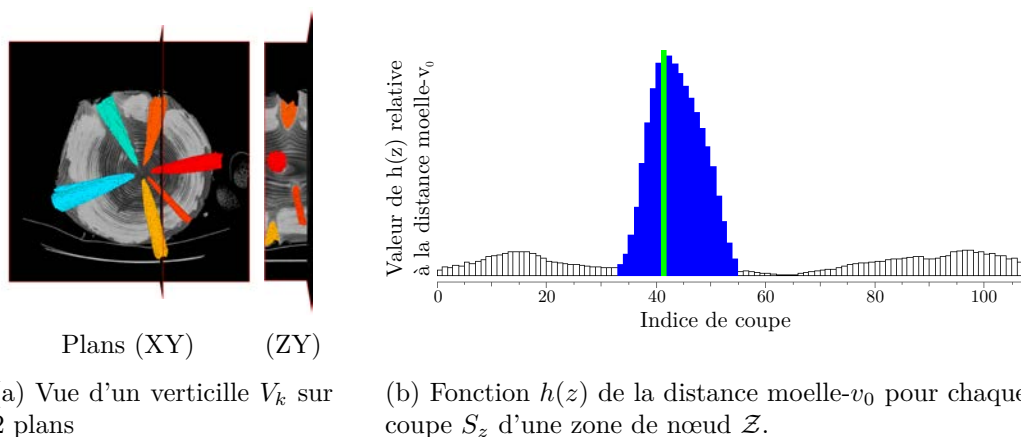 Plans (XY)
(ZY)
a) Vue d'un verticille V_k sur
2 plans
Valeur de h(z) relative
à la distance moelle-v₀
0 20 40 60 80 100
Indice de coupe
(b) Fonction h(z) de la distance moelle-v₀ pour chaque
coupe S_z d'une zone de nœud Z.